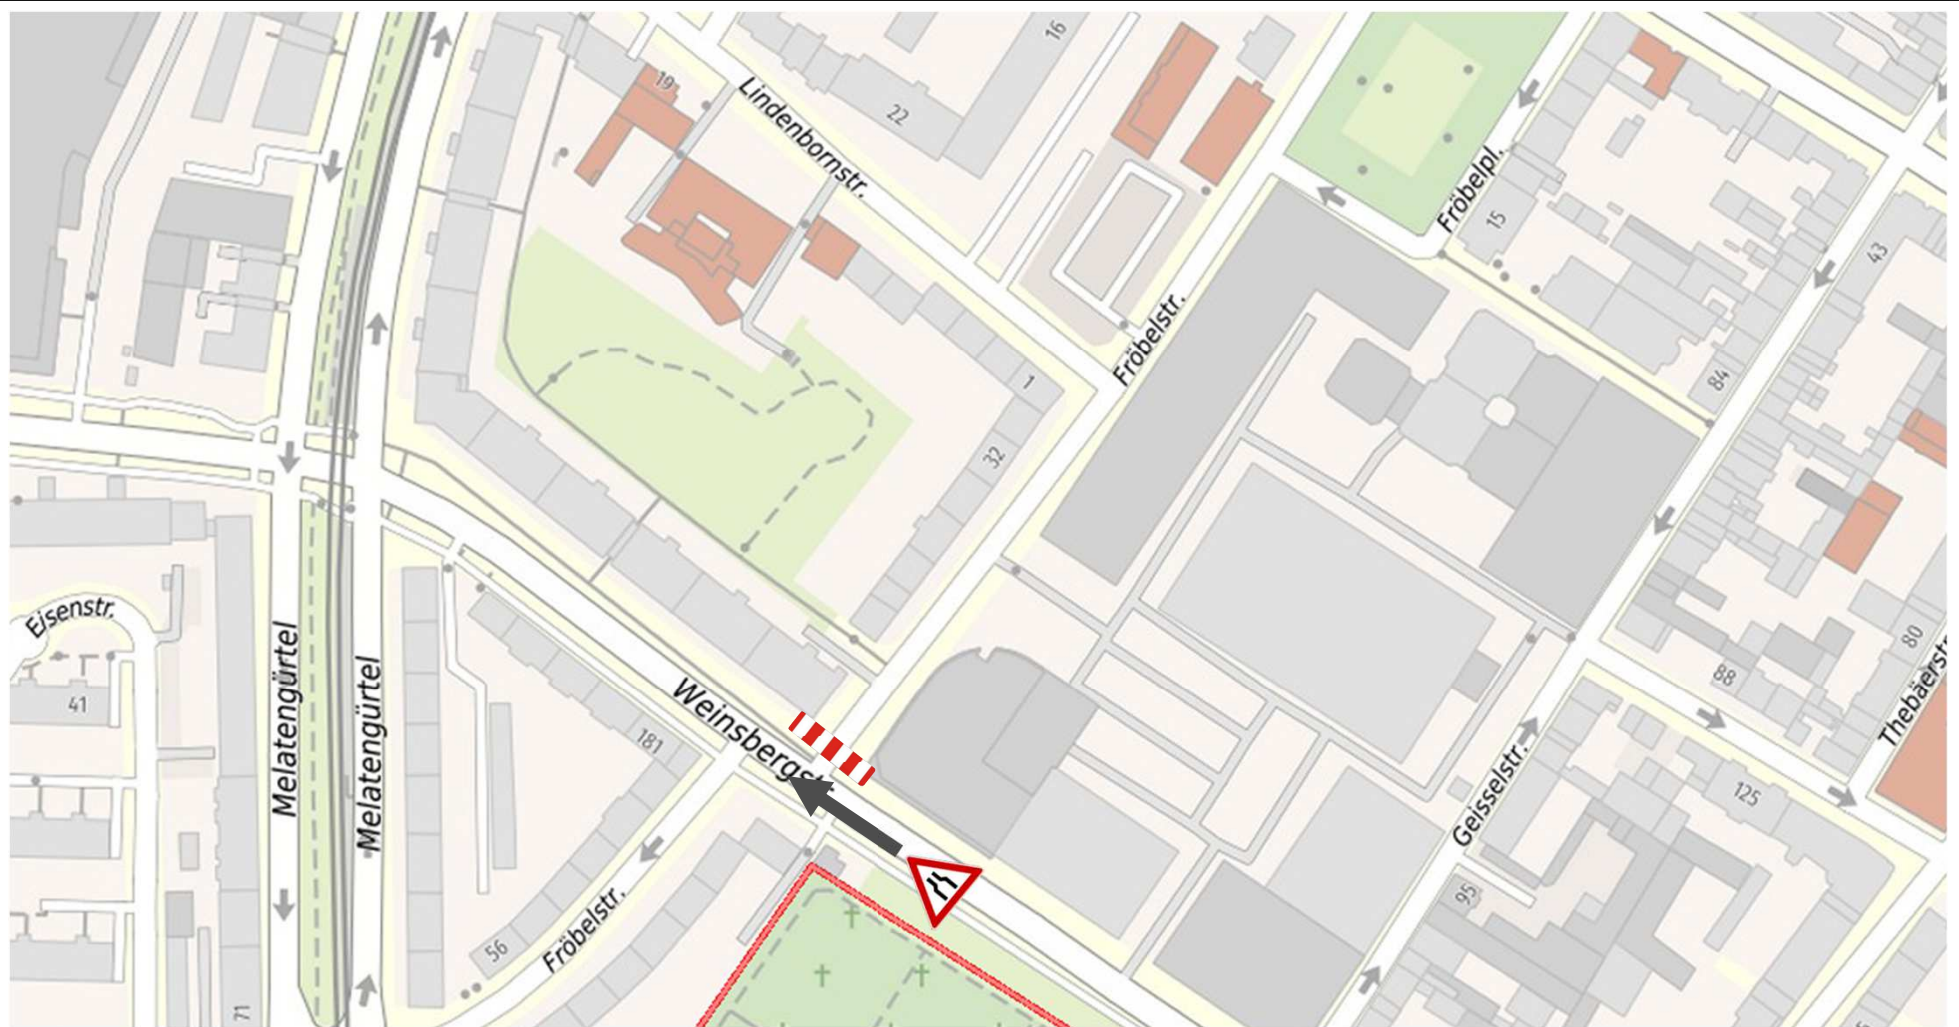 16
19
Lindenbornstr.
22
Fröbelpl.
15
43
Fröbelstr.
1
84
32
Eisenstr.
41
Melatengürtel
Melatengürtel
Weinsbergstr.
181
80
88
Thebäerstr.
Geisselstr.
125
95
56
Fröbelstr.
71